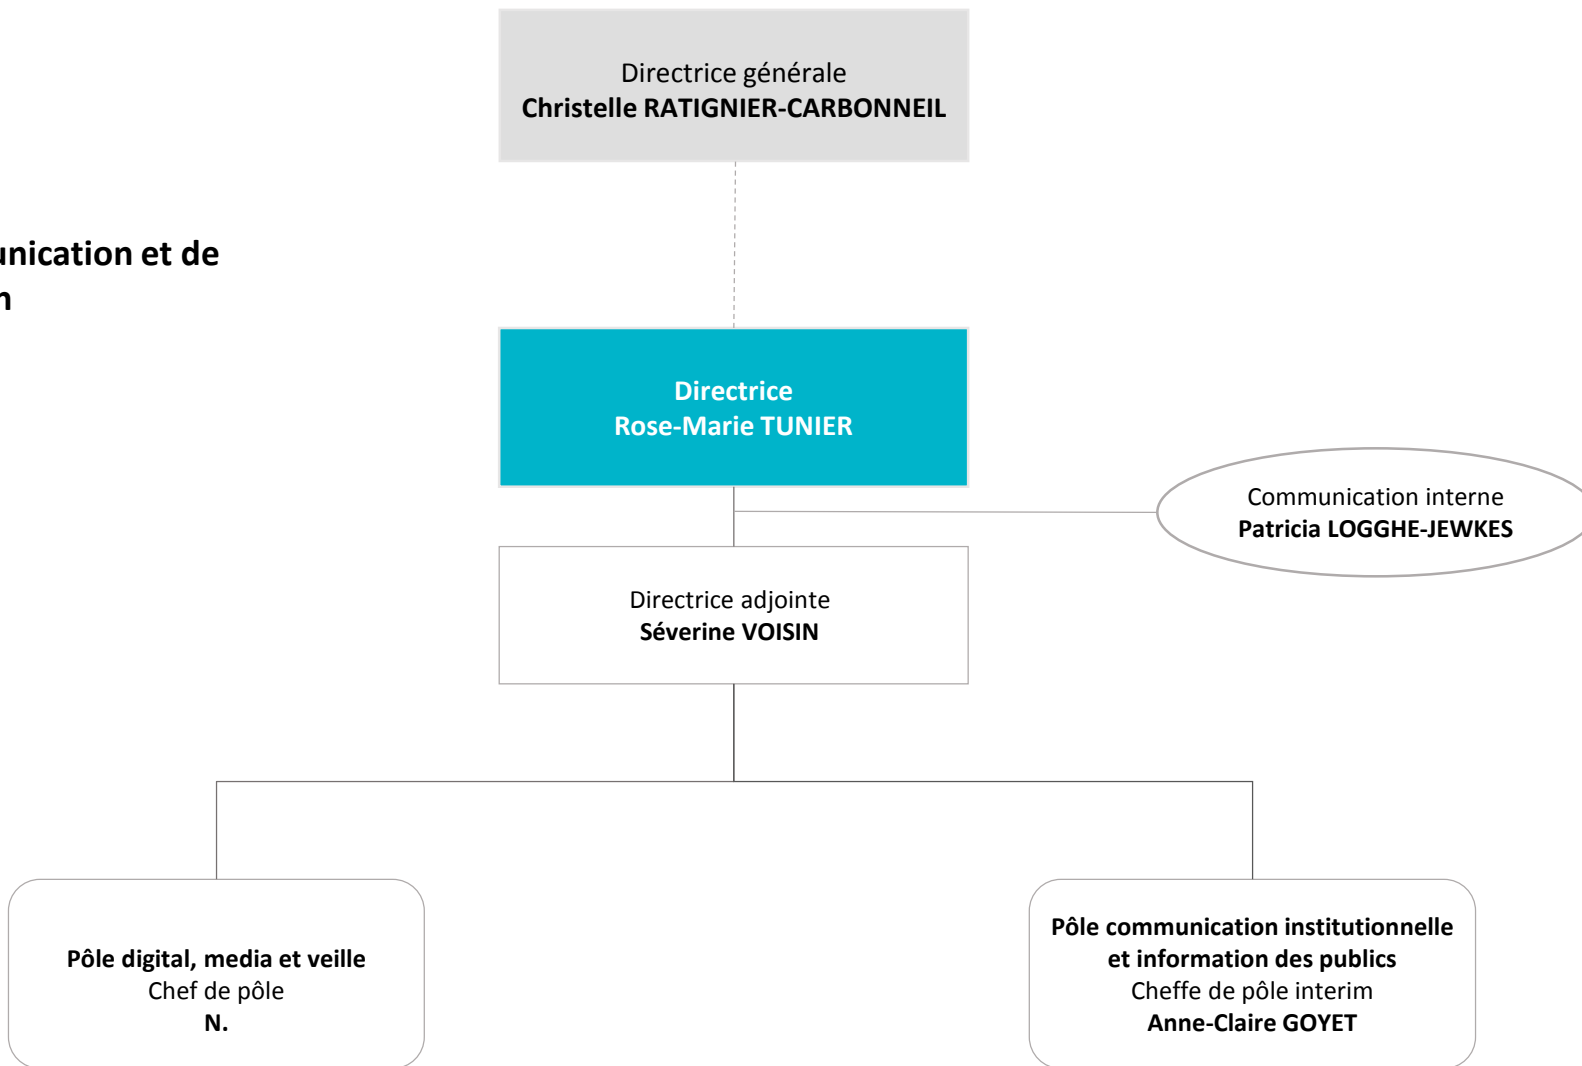 Directrice générale
Christelle RATIGNIER-CARBONNEIL
et de
Directrice
Rose-Marie TUNIER
Communication interne
Patricia LOGGHE-JEWKES
Directrice adjointe
Séverine VOISIN
Pôle digital, media et veille
Chef de pôle
N.
Pôle communication institutionnelle
et information des publics
Cheffe de pôle interim
Anne-Claire GOYET